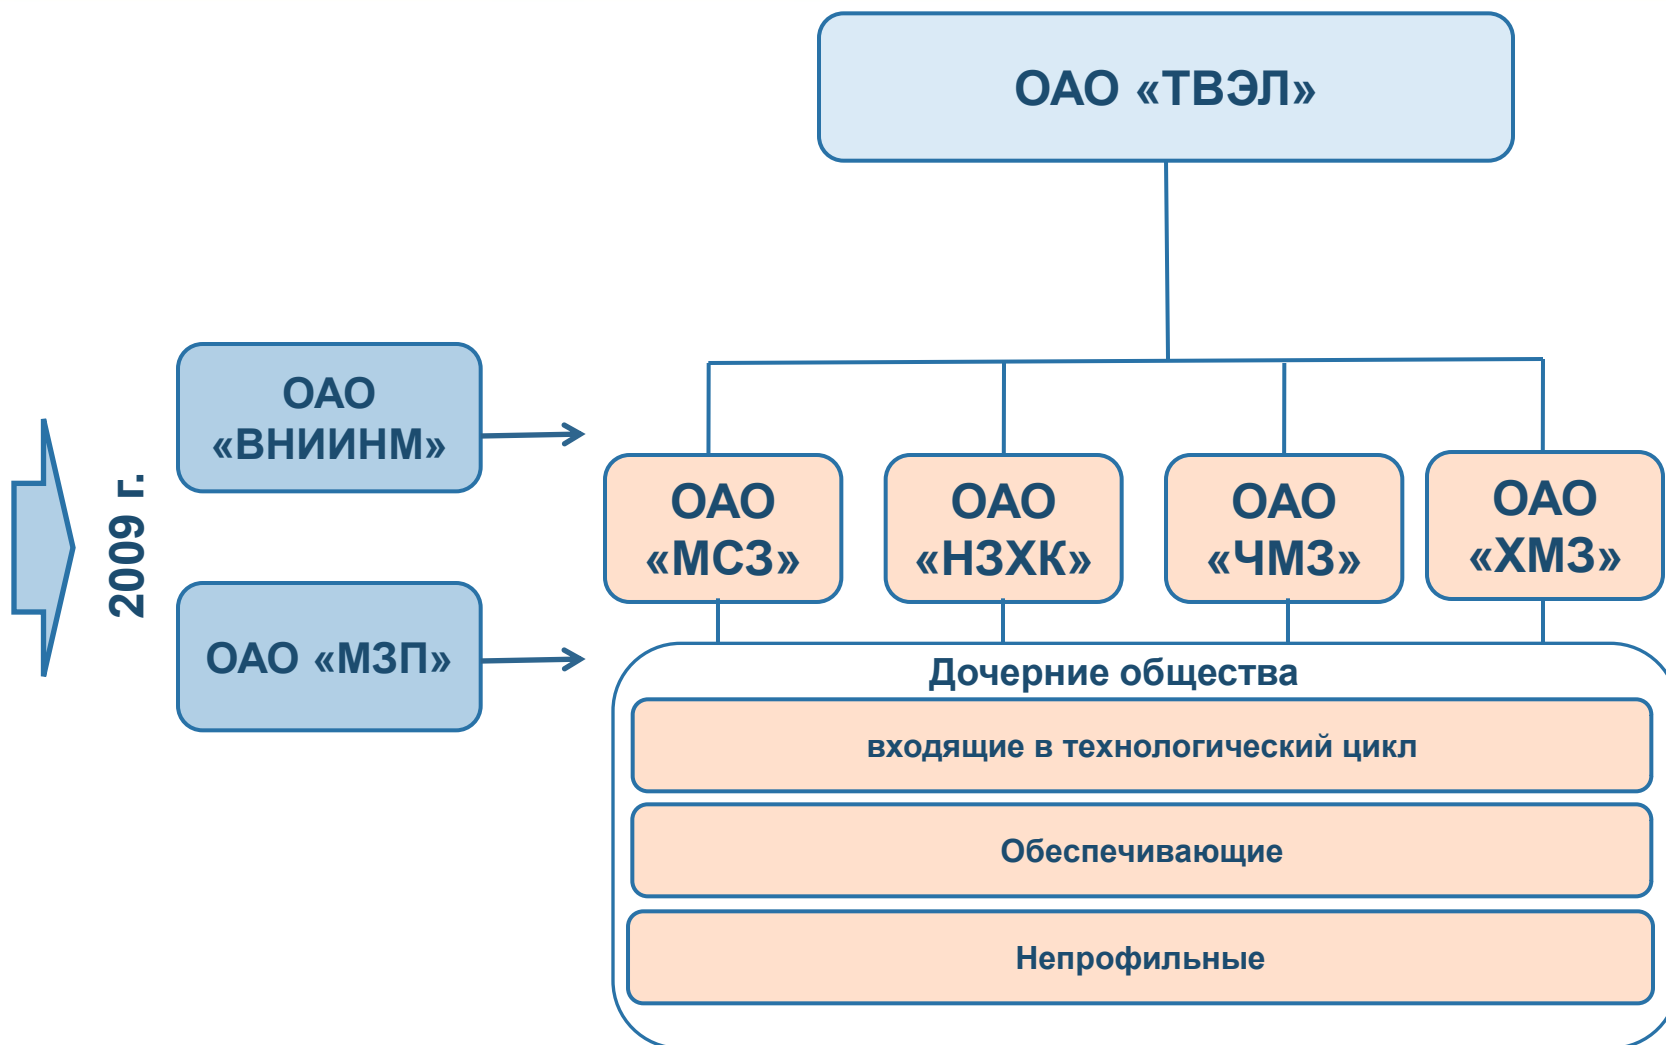 ОАО «ТВЭЛ»
2009 г.
ОАО
«ВНИИНМ»
ОАО «МЗП»
ОАО
«МСЗ»
ОАО
«НЗХК»
ОАО
«ЧМЗ»
ОАО
«ХМЗ»
Дочерние общества
входящие в технологический цикл
Обеспечивающие
Непрофильные